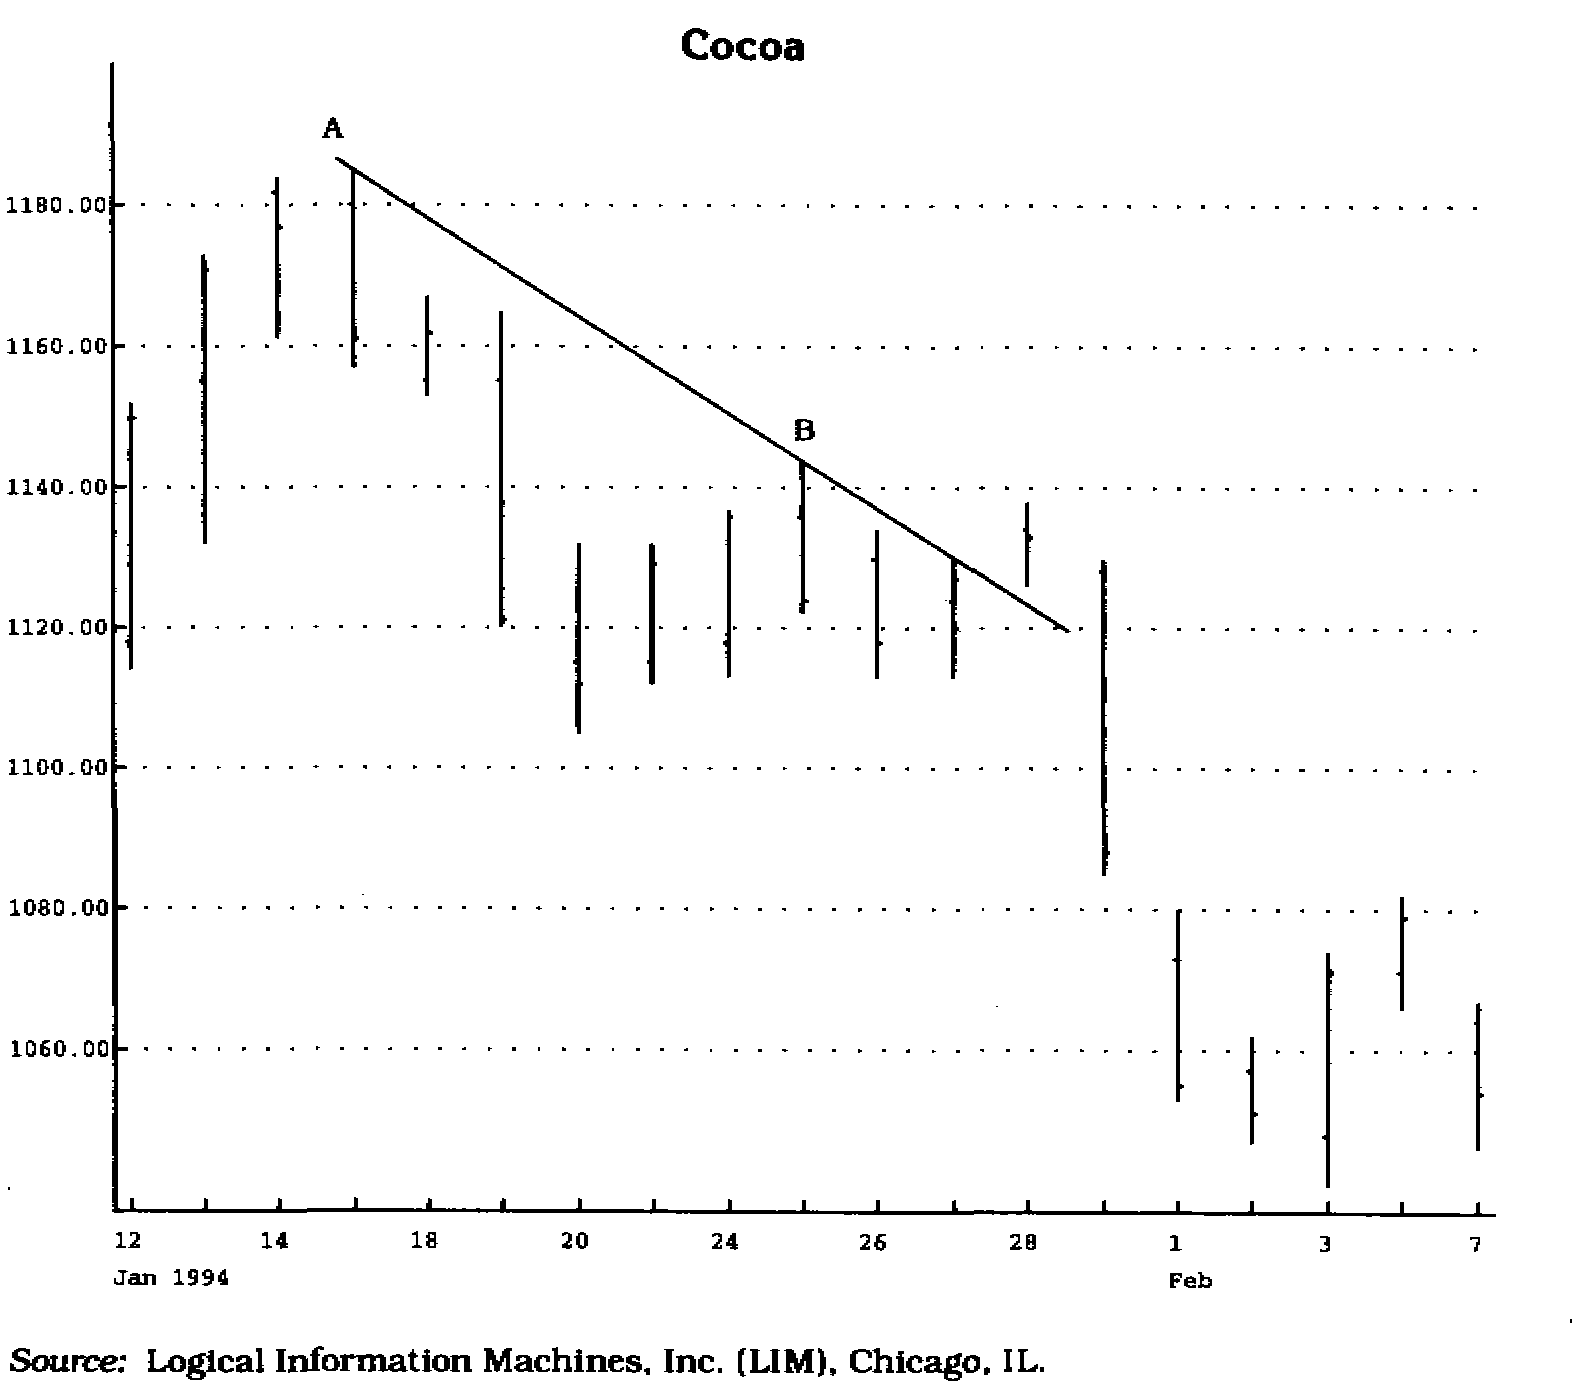 Cocoa
A
1180.00
1160.00
B
1140.00
1120.00
1100.00
1080.00
1060.00
12 14 18 20 24 26 28 1 3 7
Jan 1994 Feb
Source: Logical Information Machines, Inc. (LIM), Chicago, IL.